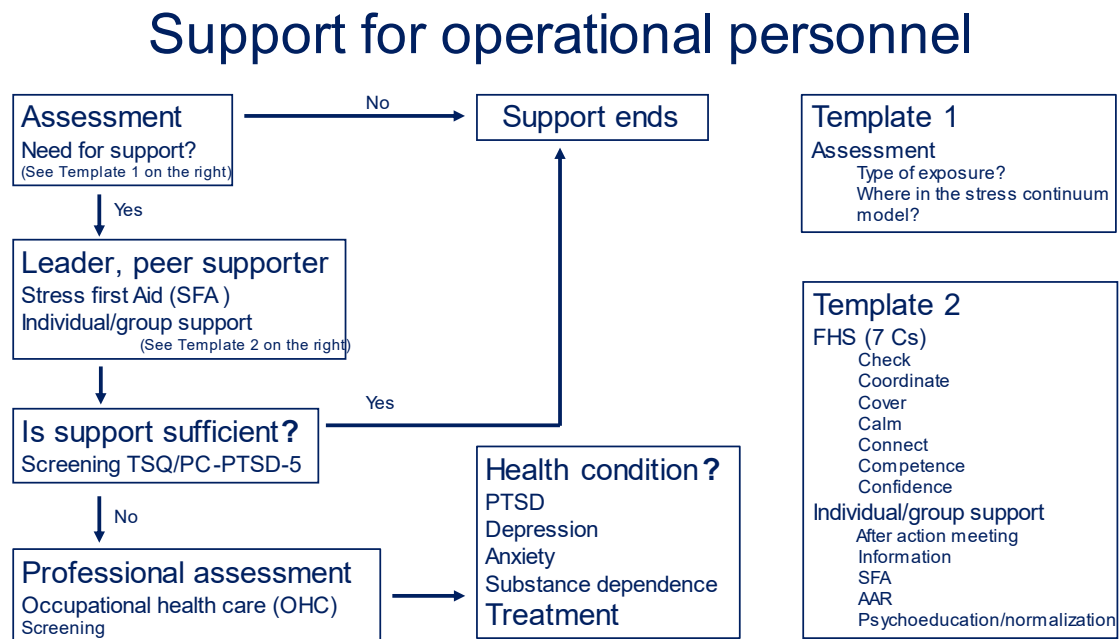 Support for operational personnel
Assessment
Need for support?
(See Template 1 on the right)
No
Support ends
Yes
Leader, peer supporter
Stress first Aid (SFA )
Individual/group support
(See Template 2 on the right)
Yes
Is support sufficient?
Screening TSQ/PC-PTSD-5
No
Professional assessment
Occupational health care (OHC)
Screening
Health condition?
PTSD
Depression
Anxiety
Substance dependence
Treatment
Template 1
Assessment
Type of exposure?
Where in the stress continuum
model?
Template 2
FHS (7 Cs)
Check
Coordinate
Cover
Calm
Connect
Competence
Confidence
Individual/group support
After action meeting
Information
SFA
AAR
Psychoeducation/normalization